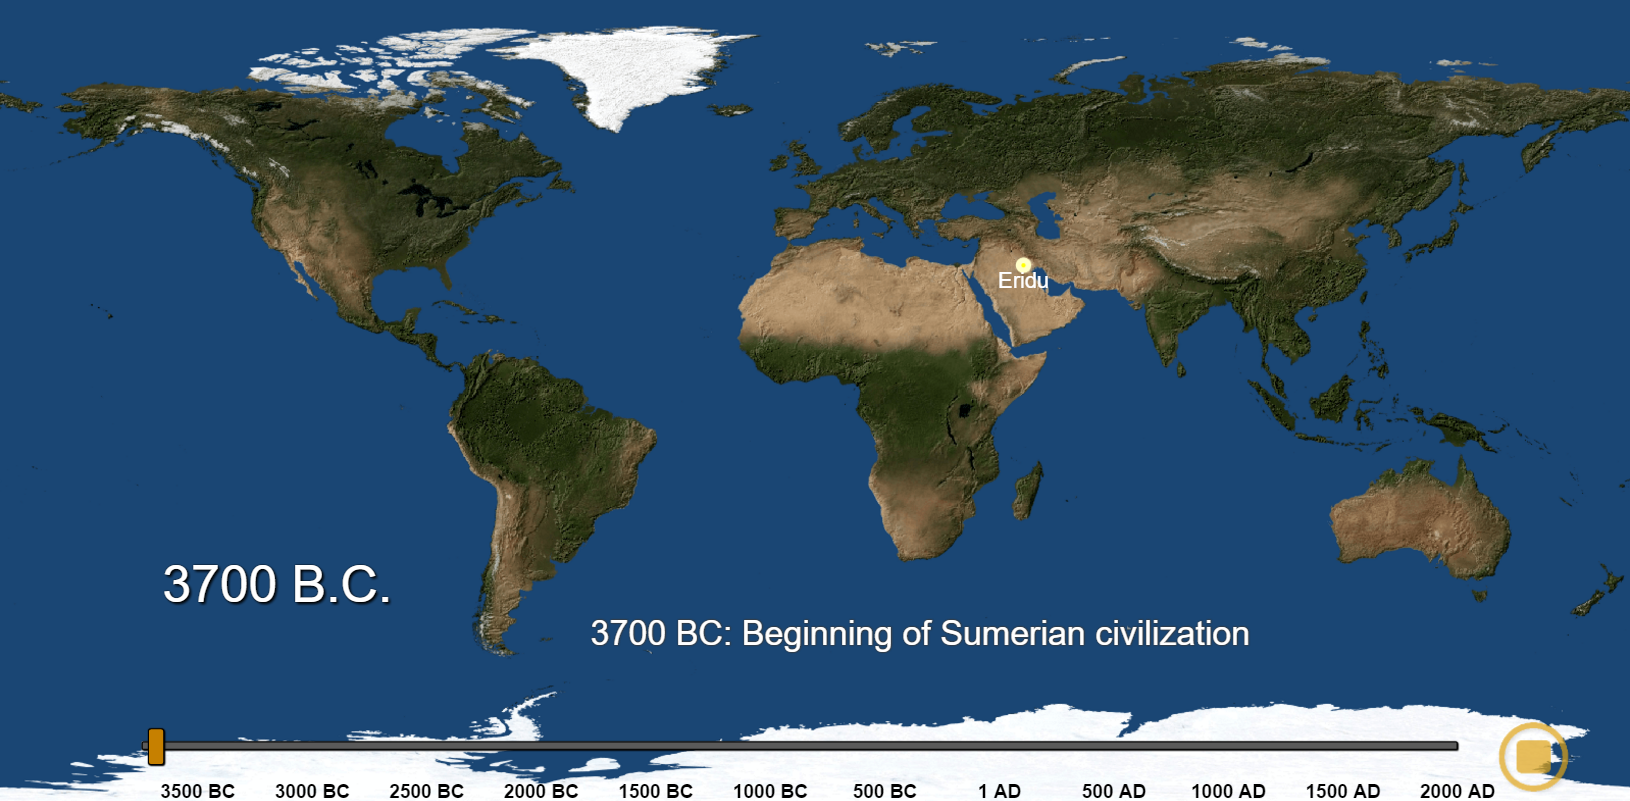 Eridu
3700 B.C.
3700 BC: Beginning of Sumerian civilization
3500 BC 3000 BC 2500 BC 2000 BC 1500 BC 1000 BC 500 BC 1 AD 500 AD 1000 AD 1500 AD 2000 AD